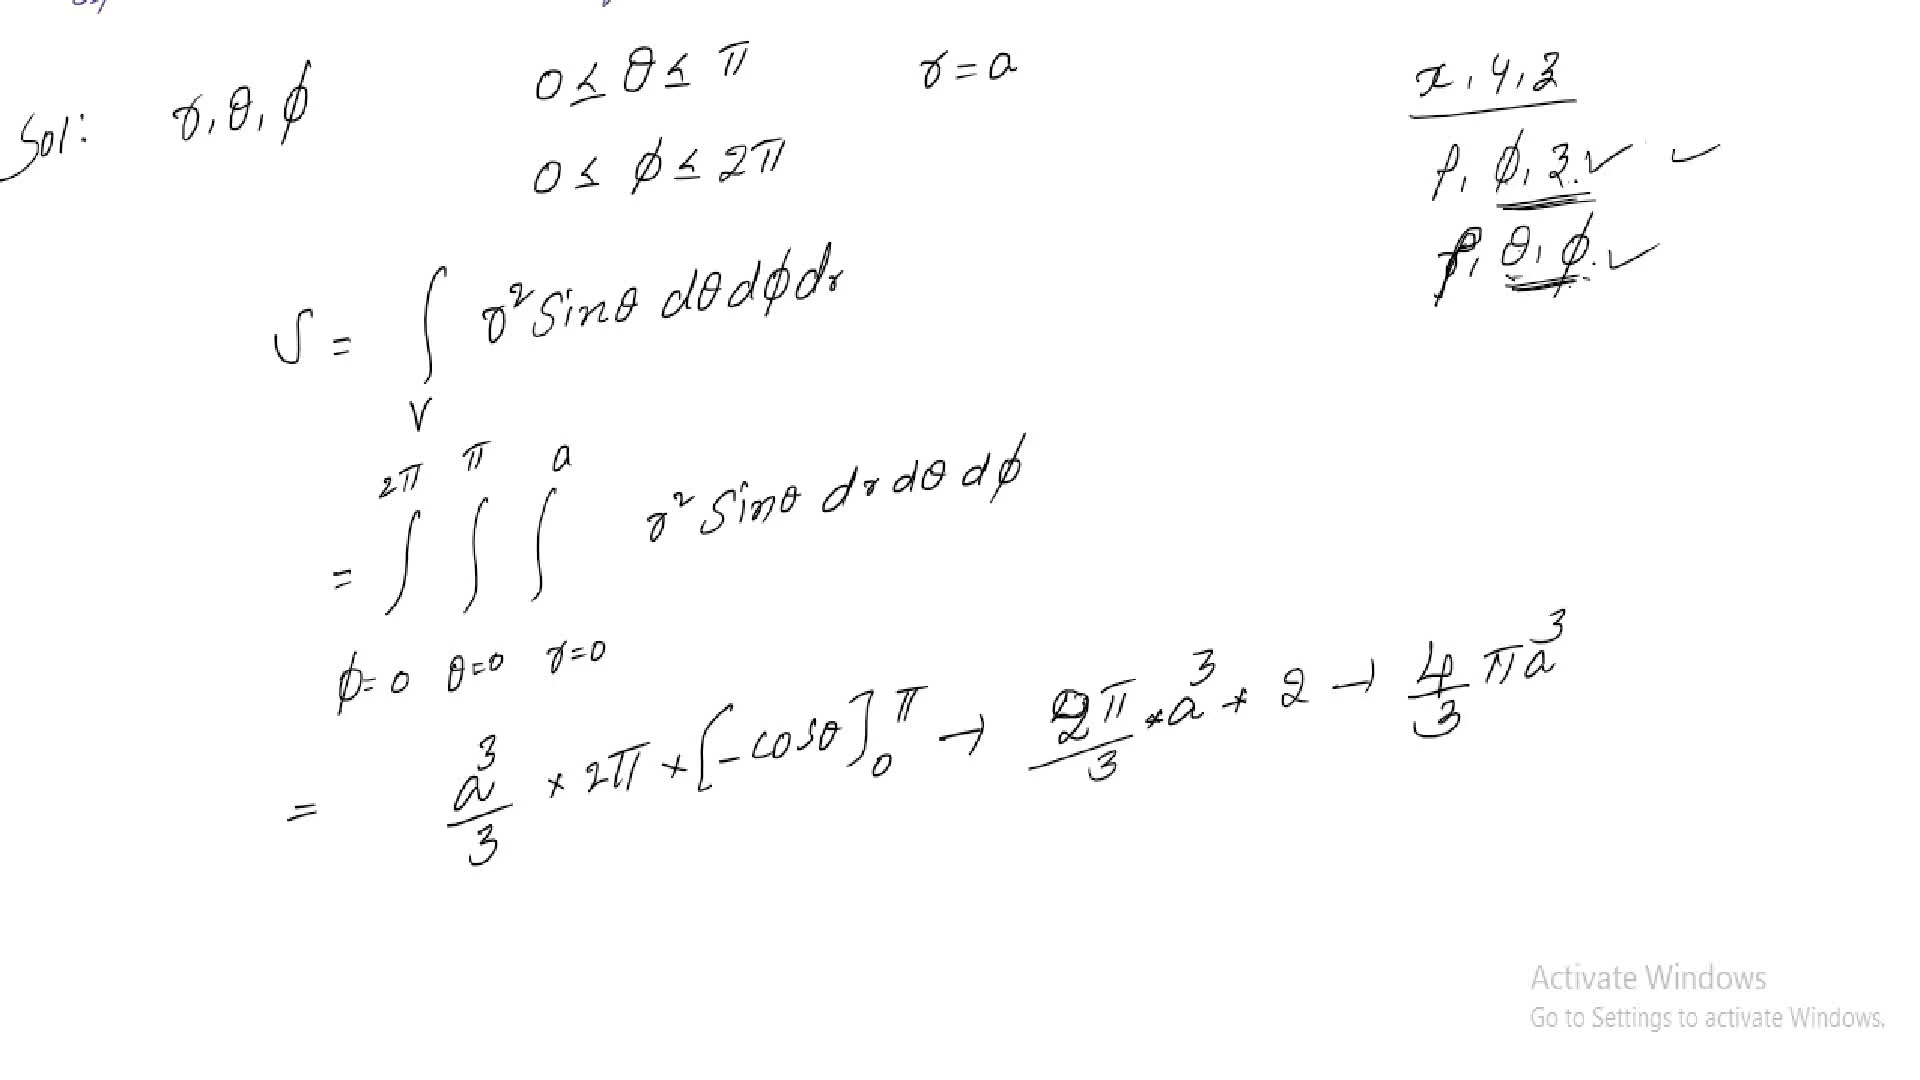 Sol: r, θ, ϕ 0 ≤ θ ≤ π r = a x, y, z
0 ≤ ϕ ≤ 2π ρ, ϕ, z. ✓ ✓
ρ, θ, ϕ. ✓
V = ∫ r² Sinθ dθ dϕ dr
V
2π π a
= ∫ ∫ ∫ r² Sinθ dr dθ dϕ
ϕ=0 θ=0 r=0
= a³/3 × 2π × [-cosθ]₀^π → 2π/3 × a³ × 2 → 4/3 πa³
Activate Windows
Go to Settings to activate Windows.